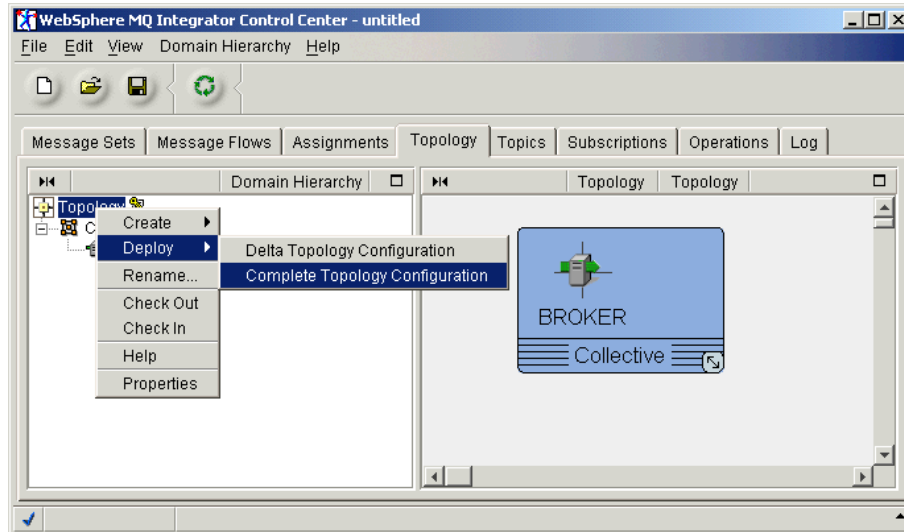 WebSphere MQ Integrator Control Center - untitled
File Edit View Domain Hierarchy Help
Message Sets Message Flows Assignments Topology Topics Subscriptions Operations Log
Domain Hierarchy Topology Topology
Topology
C
Create
Deploy
Rename...
Check Out
Check In
Help
Properties
Delta Topology Configuration
Complete Topology Configuration
BROKER
Collective